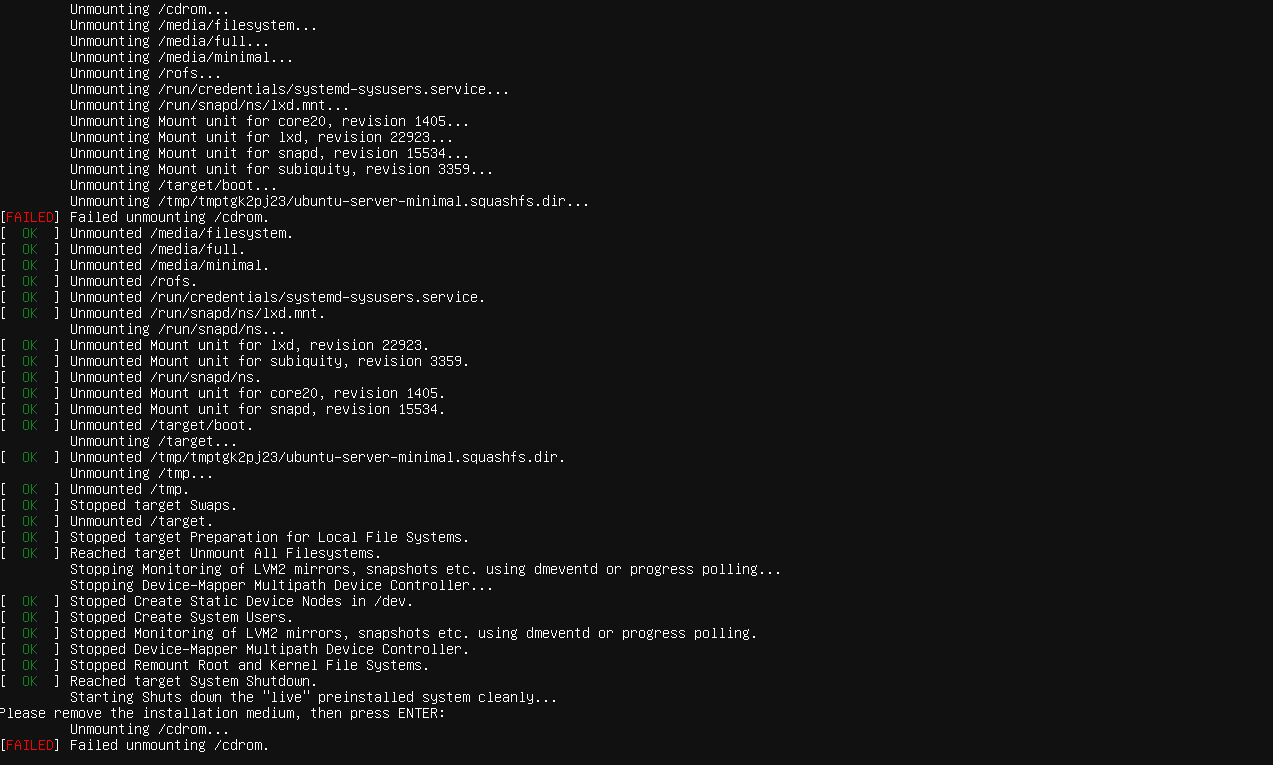 Unmounting /cdrom...
Unmounting /media/filesystem...
Unmounting /media/full...
Unmounting /media/minimal...
Unmounting /rofs...
Unmounting /run/credentials/systemd-sysusers.service...
Unmounting /run/snapd/ns/lxd.mnt...
Unmounting Mount unit for core20, revision 1405...
Unmounting Mount unit for lxd, revision 22923...
Unmounting Mount unit for snapd, revision 15534...
Unmounting Mount unit for subiquity, revision 3359...
Unmounting /target/boot...
Unmounting /tmp/tmptgk2pj23/ubuntu-server-minimal.squashfs.dir...
[FAILED] Failed unmounting /cdrom.
[  OK  ] Unmounted /media/filesystem.
[  OK  ] Unmounted /media/full.
[  OK  ] Unmounted /media/minimal.
[  OK  ] Unmounted /rofs.
[  OK  ] Unmounted /run/credentials/systemd-sysusers.service.
[  OK  ] Unmounted /run/snapd/ns/lxd.mnt.
Unmounting /run/snapd/ns...
[  OK  ] Unmounted Mount unit for lxd, revision 22923.
[  OK  ] Unmounted Mount unit for subiquity, revision 3359.
[  OK  ] Unmounted /run/snapd/ns.
[  OK  ] Unmounted Mount unit for core20, revision 1405.
[  OK  ] Unmounted Mount unit for snapd, revision 15534.
[  OK  ] Unmounted /target/boot.
Unmounting /target...
[  OK  ] Unmounted /tmp/tmptgk2pj23/ubuntu-server-minimal.squashfs.dir.
Unmounting /tmp...
[  OK  ] Unmounted /tmp.
[  OK  ] Stopped target Swaps.
[  OK  ] Unmounted /target.
[  OK  ] Stopped target Preparation for Local File Systems.
[  OK  ] Reached target Unmount All Filesystems.
Stopping Monitoring of LVM2 mirrors, snapshots etc. using dmeventd or progress polling...
Stopping Device-Mapper Multipath Device Controller...
[  OK  ] Stopped Create Static Device Nodes in /dev.
[  OK  ] Stopped Create System Users.
[  OK  ] Stopped Monitoring of LVM2 mirrors, snapshots etc. using dmeventd or progress polling.
[  OK  ] Stopped Device-Mapper Multipath Device Controller.
[  OK  ] Stopped Remount Root and Kernel File Systems.
[  OK  ] Reached target System Shutdown.
Starting Shuts down the "live" preinstalled system cleanly...
Please remove the installation medium, then press ENTER:
Unmounting /cdrom...
[FAILED] Failed unmounting /cdrom.